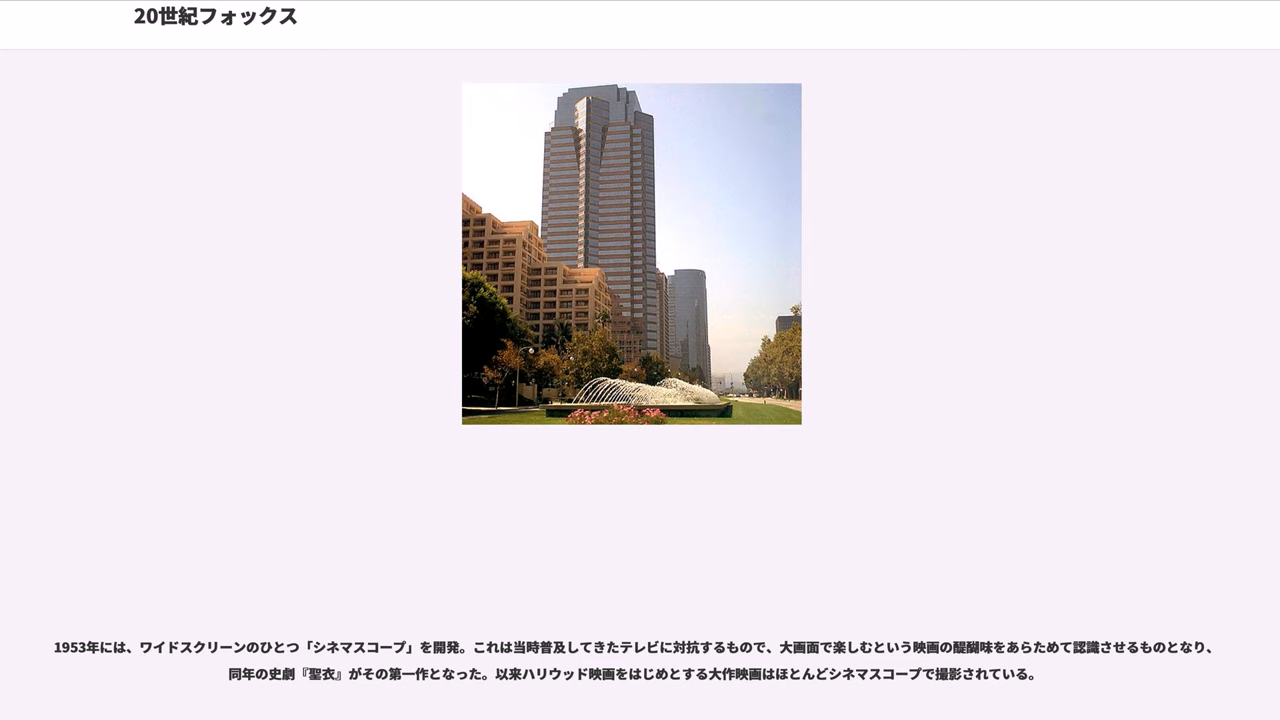 20世紀フォックス
1953年には、ワイドスクリーンのひとつ「シネマスコープ」を開発。これは当時普及してきたテレビに対抗するもので、大画面で楽しむという映画の醍醐味をあらためて認識させるものとなり、
同年の史劇『聖衣』がその第一作となった。以来ハリウッド映画をはじめとする大作映画はほとんどシネマスコープで撮影されている。